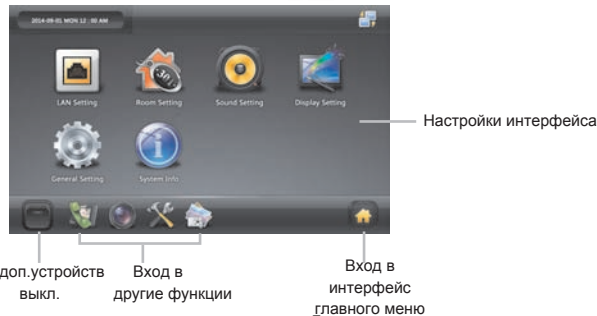 2014-09-01 MON 12 : 00 AM
LAN Setting
Room Setting
Sound Setting
Display Setting
Настройки интерфейса
General Setting
System Info
доп.устройств
выкл.
Вход в
другие функции
Вход в
интерфейс
главного меню